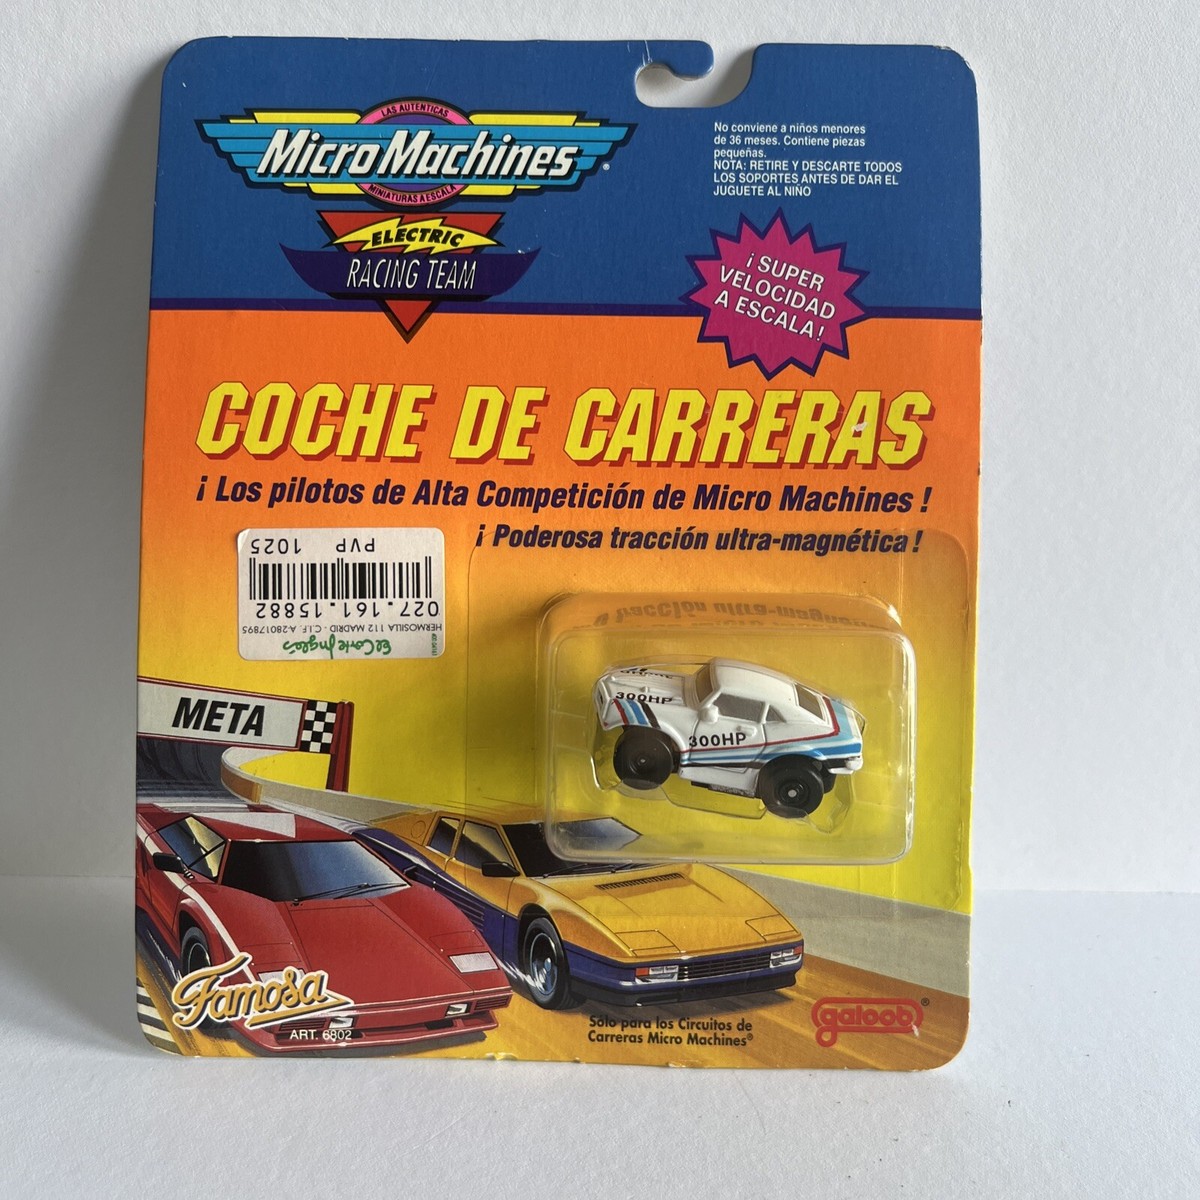 LAS AUTENTICAS
Micro Machines®
MINIATURAS A ESCALA
ELECTRIC
RACING TEAM
No conviene a niños menores
de 36 meses. Contiene piezas
pequeñas.
NOTA: RETIRE Y DESCARTE TODOS
LOS SOPORTES ANTES DE DAR EL
JUGUETE AL NIÑO
¡ SUPER
VELOCIDAD
A ESCALA!
COCHE DE CARRERAS
¡ Los pilotos de Alta Competición de Micro Machines !
¡ Poderosa tracción ultra-magnética !
El Corte Inglés
HERMOSILLA 112 MADRID - C.I.F. A-28017895
027.161.15882
PVP 1025
300HP
300HP
META
Famosa
ART. 6802
Sólo para los Circuitos de
Carreras Micro Machines®
galoob®